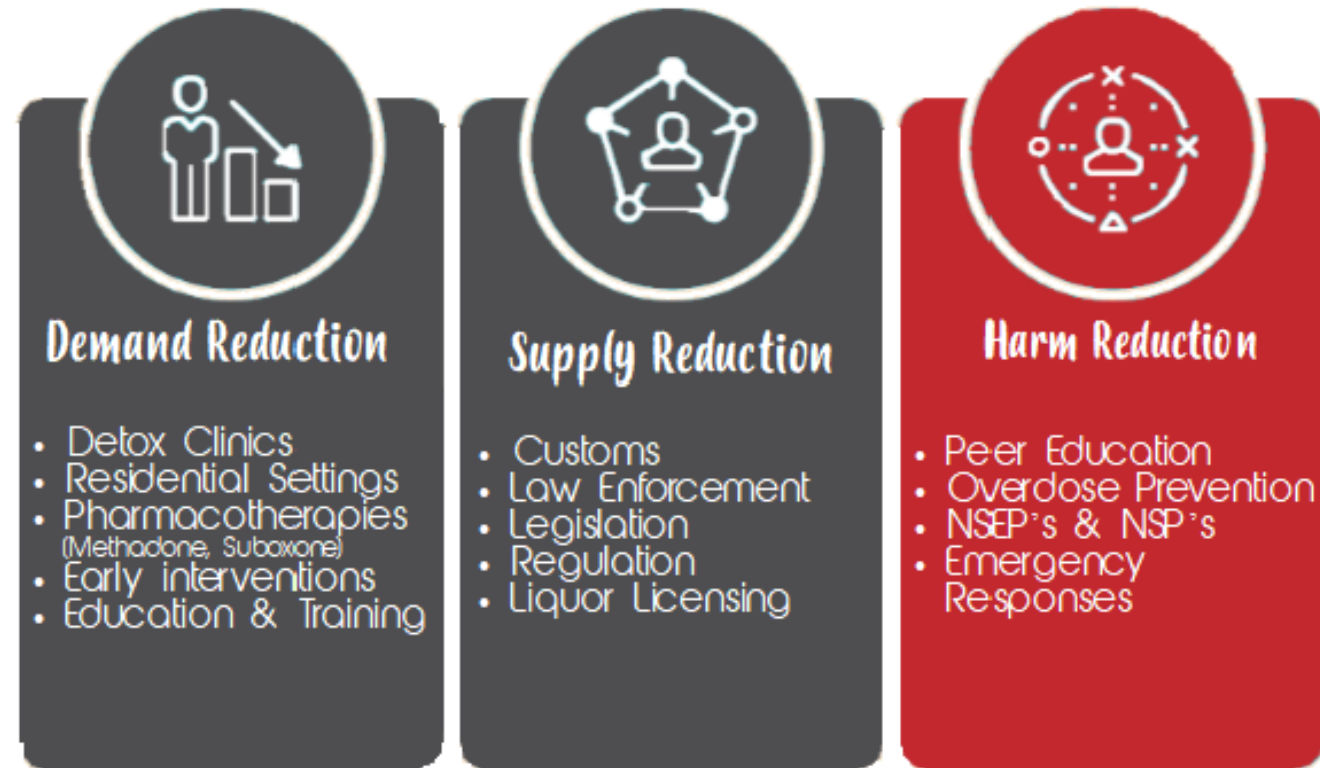 Demand Reduction
• Detox Clinics
• Residential Settings
• Pharmacotherapies
(Methadone, Suboxone)
• Early interventions
• Education & Training
Supply Reduction
• Customs
• Law Enforcement
• Legislation
• Regulation
• Liquor Licensing
Harm Reduction
• Peer Education
• Overdose Prevention
• NSEP's & NSP's
• Emergency
Responses